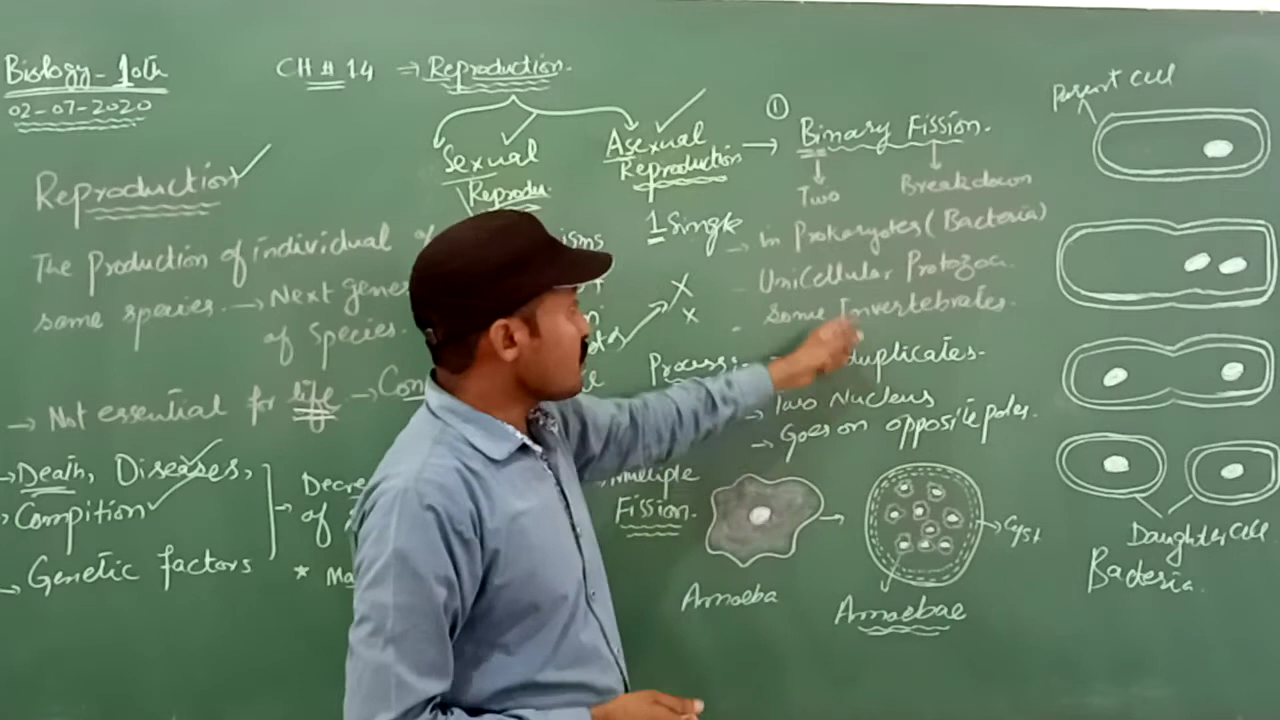 Biology-10th
02-07-2020
CH # 14 ⇒ Reproduction.
Reproduction
The Production of individual of
same species. → Next gene
of Species.
→ Not essential for life → Con
→ Death, Diseases,
Compition
→ Genetic factors
→ Decre
of
* Ma
Sexual
Reprodu.
Asexual
Reproduction →
1 Single
x
x
①
Binary Fission.
Two
Breakdown
→ in Prokaryotes (Bacteria)
- Unicellular Protozoa.
- Some Invertebrates.
Process:- duplicates-
→ Two Nucleus
→ Goes on opposite poles.
Multiple
Fission.
Amoeba
Amoebae
Cyst
Parent cell
Daughter cell
Bacteria.